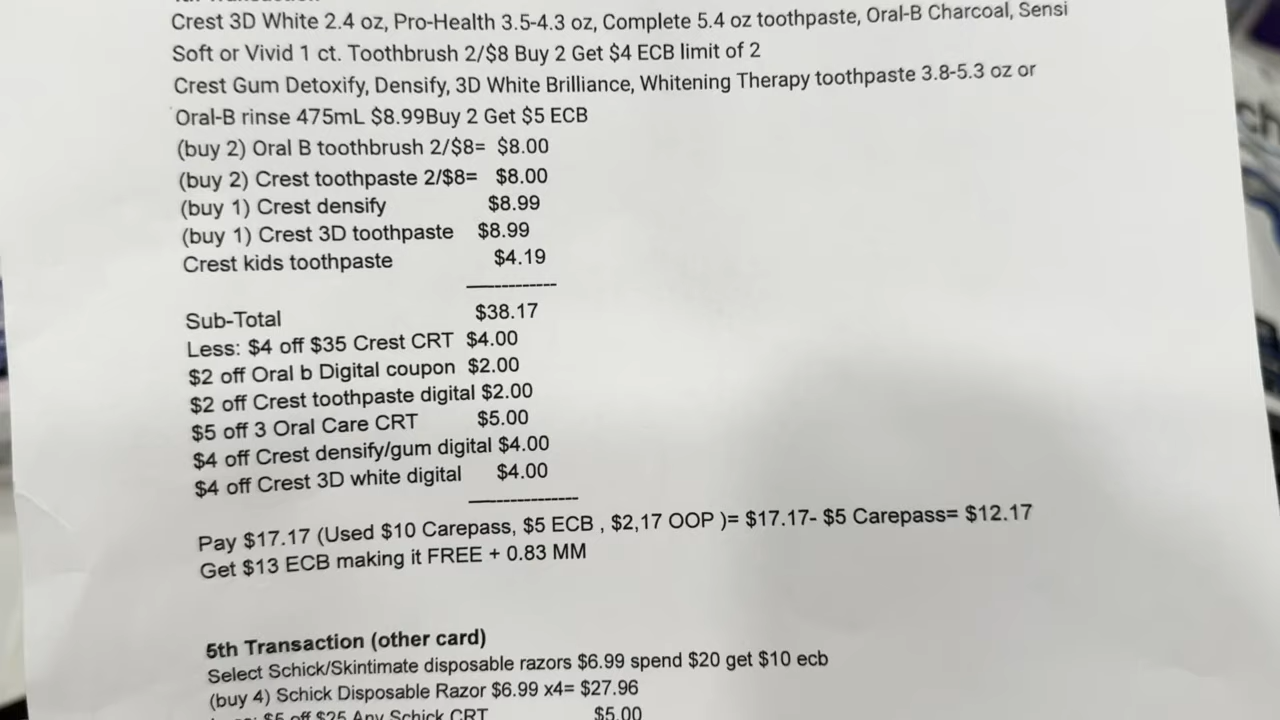 Crest 3D White 2.4 oz, Pro-Health 3.5-4.3 oz, Complete 5.4 oz toothpaste, Oral-B Charcoal, Sensi
Soft or Vivid 1 ct. Toothbrush 2/$8 Buy 2 Get $4 ECB limit of 2
Crest Gum Detoxify, Densify, 3D White Brilliance, Whitening Therapy toothpaste 3.8-5.3 oz or
Oral-B rinse 475mL $8.99Buy 2 Get $5 ECB
(buy 2) Oral B toothbrush 2/$8= $8.00
(buy 2) Crest toothpaste 2/$8= $8.00
(buy 1) Crest densify $8.99
(buy 1) Crest 3D toothpaste $8.99
Crest kids toothpaste $4.19
------------
Sub-Total $38.17
Less: $4 off $35 Crest CRT $4.00
$2 off Oral b Digital coupon $2.00
$2 off Crest toothpaste digital $2.00
$5 off 3 Oral Care CRT $5.00
$4 off Crest densify/gum digital $4.00
$4 off Crest 3D white digital $4.00
------------
Pay $17.17 (Used $10 Carepass, $5 ECB , $2,17 OOP )= $17.17- $5 Carepass= $12.17
Get $13 ECB making it FREE + 0.83 MM
5th Transaction (other card)
Select Schick/Skintimate disposable razors $6.99 spend $20 get $10 ecb
(buy 4) Schick Disposable Razor $6.99 x4= $27.96
$5 off $25 Any Schick CRT $5.00